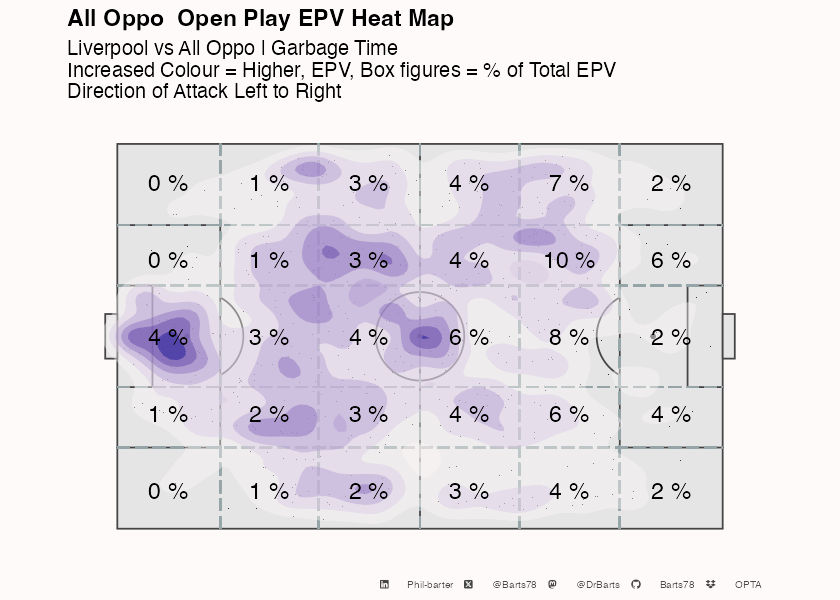 All Oppo  Open Play EPV Heat Map
Liverpool vs All Oppo | Garbage Time
Increased Colour = Higher, EPV, Box figures = % of Total EPV
Direction of Attack Left to Right
0 % 1 % 3 % 4 % 7 % 2 %
0 % 1 % 3 % 4 % 10 % 6 %
4 % 3 % 4 % 6 % 8 % 2 %
1 % 2 % 3 % 4 % 6 % 4 %
0 % 1 % 2 % 3 % 4 % 2 %
Phil-barter @Barts78 @DrBarts Barts78 OPTA